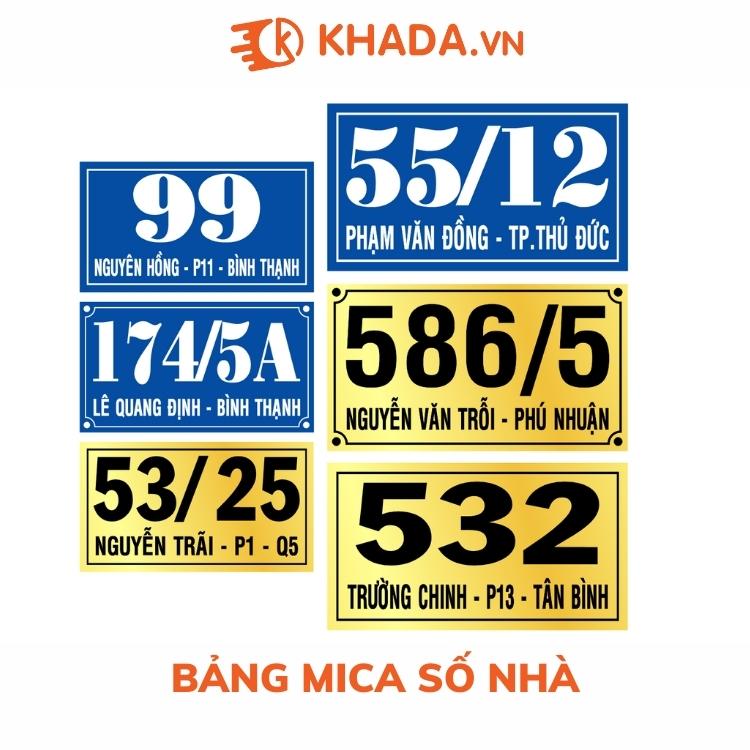 KHADA.vn
99
NGUYÊN HỒNG - P11 - BÌNH THẠNH
174/5A
LÊ QUANG ĐỊNH - BÌNH THẠNH
53/25
NGUYỄN TRÃI - P1 - Q5
55/12
PHẠM VĂN ĐỒNG - TP.THỦ ĐỨC
586/5
NGUYỄN VĂN TRỖI - PHÚ NHUẬN
532
TRƯỜNG CHINH - P13 - TÂN BÌNH
BẢNG MICA SỐ NHÀ